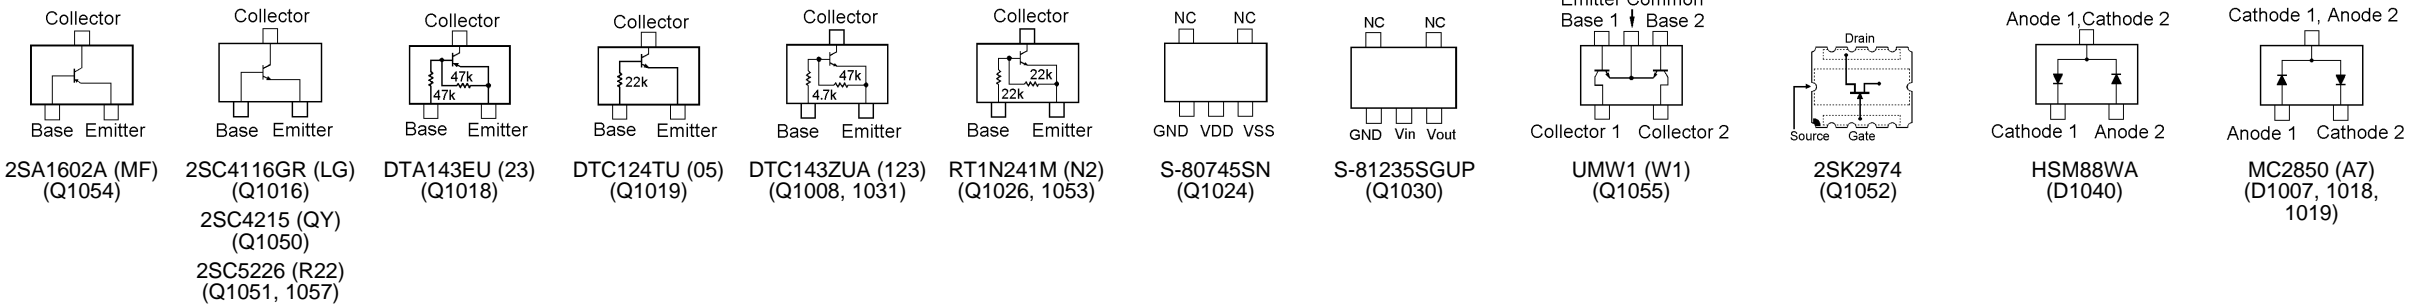 Collector
Base Emitter
2SA1602A (MF)
(Q1054)
Collector
Base Emitter
2SC4116GR (LG)
(Q1016)
2SC4215 (QY)
(Q1050)
2SC5226 (R22)
(Q1051, 1057)
Collector
47k
47k
Base Emitter
DTA143EU (23)
(Q1018)
Collector
22k
Base Emitter
DTC124TU (05)
(Q1019)
Collector
47k
4.7k
Base Emitter
DTC143ZUA (123)
(Q1008, 1031)
Collector
22k
22k
Base Emitter
RT1N241M (N2)
(Q1026, 1053)
NC NC
GND VDD VSS
S-80745SN
(Q1024)
NC NC
GND Vin Vout
S-81235SGUP
(Q1030)
Emitter Common
Base 1 Base 2
Collector 1 Collector 2
UMW1 (W1)
(Q1055)
Drain
Source Gate
2SK2974
(Q1052)
Anode 1,Cathode 2
Cathode 1 Anode 2
HSM88WA
(D1040)
Cathode 1, Anode 2
Anode 1 Cathode 2
MC2850 (A7)
(D1007, 1018,
1019)